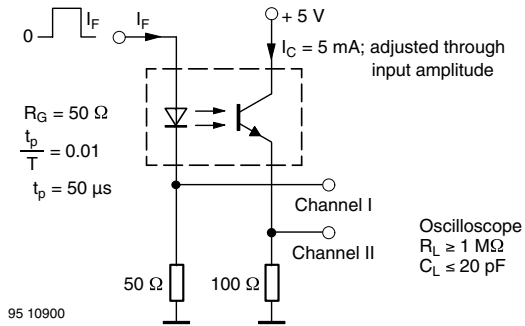 0
I_F
I_F
+ 5 V
I_C = 5 mA; adjusted through
input amplitude
R_G = 50 Ω
t_p
T
= 0.01
t_p = 50 μs
Channel I
Channel II
50 Ω
100 Ω
Oscilloscope
R_L ≥ 1 MΩ
C_L ≤ 20 pF
95 10900